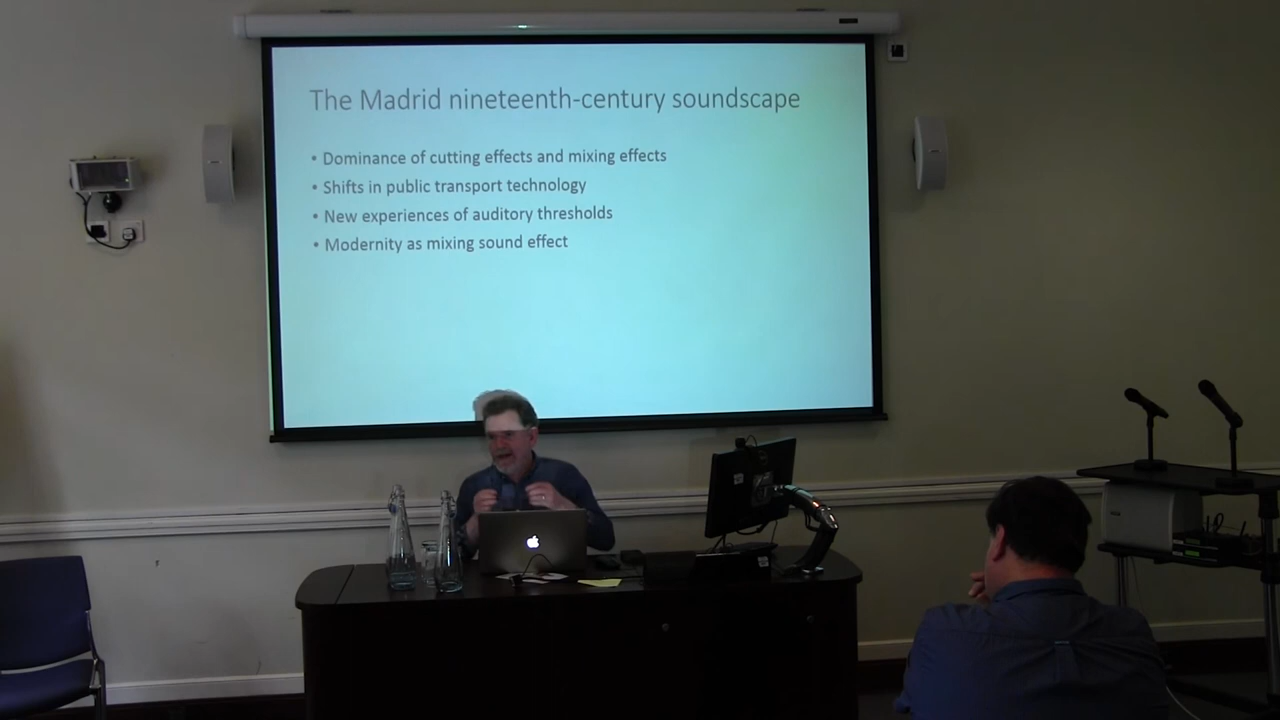 The Madrid nineteenth-century soundscape
• Dominance of cutting effects and mixing effects
• Shifts in public transport technology
• New experiences of auditory thresholds
• Modernity as mixing sound effect